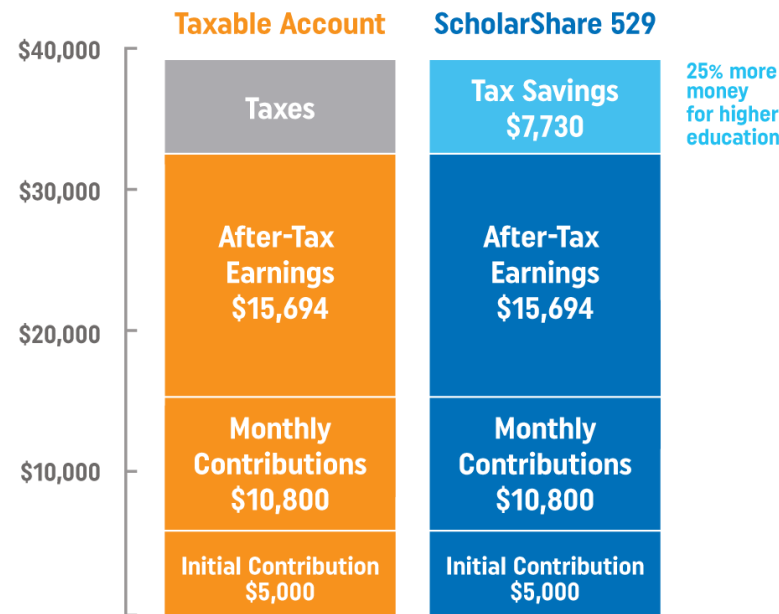 Taxable Account
ScholarShare 529
$40,000
$30,000
$20,000
$10,000
Taxes
After-Tax
Earnings
$15,694
Monthly
Contributions
$10,800
Initial Contribution
$5,000
Tax Savings
$7,730
After-Tax
Earnings
$15,694
Monthly
Contributions
$10,800
Initial Contribution
$5,000
25% more
money
for higher
education